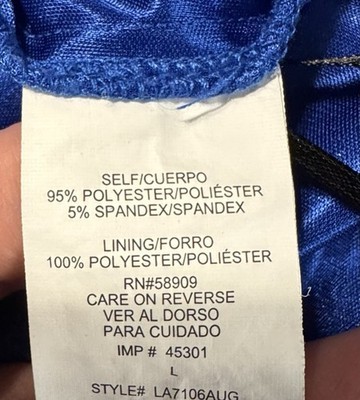 SELF/CUERPO
95% POLYESTER/POLIÉSTER
5% SPANDEX/SPANDEX
LINING/FORRO
100% POLYESTER/POLIÉSTER
RN#58909
CARE ON REVERSE
VER AL DORSO
PARA CUIDADO
IMP # 45301
L
STYLE# LA7106AUG